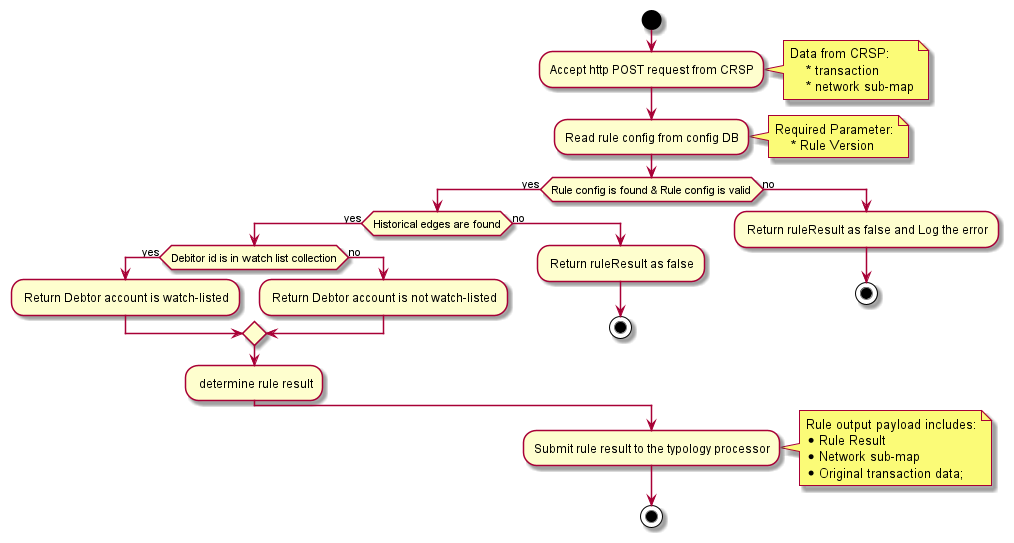 Accept http POST request from CRSP
Data from CRSP:
* transaction
* network sub-map
Read rule config from config DB
Required Parameter:
* Rule Version
yes
Rule config is found & Rule config is valid
no
yes
Historical edges are found
no
Return ruleResult as false and Log the error
yes
Debitor id is in watch list collection
no
Return ruleResult as false
Return Debtor account is watch-listed
Return Debtor account is not watch-listed
determine rule result
Submit rule result to the typology processor
Rule output payload includes:
• Rule Result
• Network sub-map
• Original transaction data;